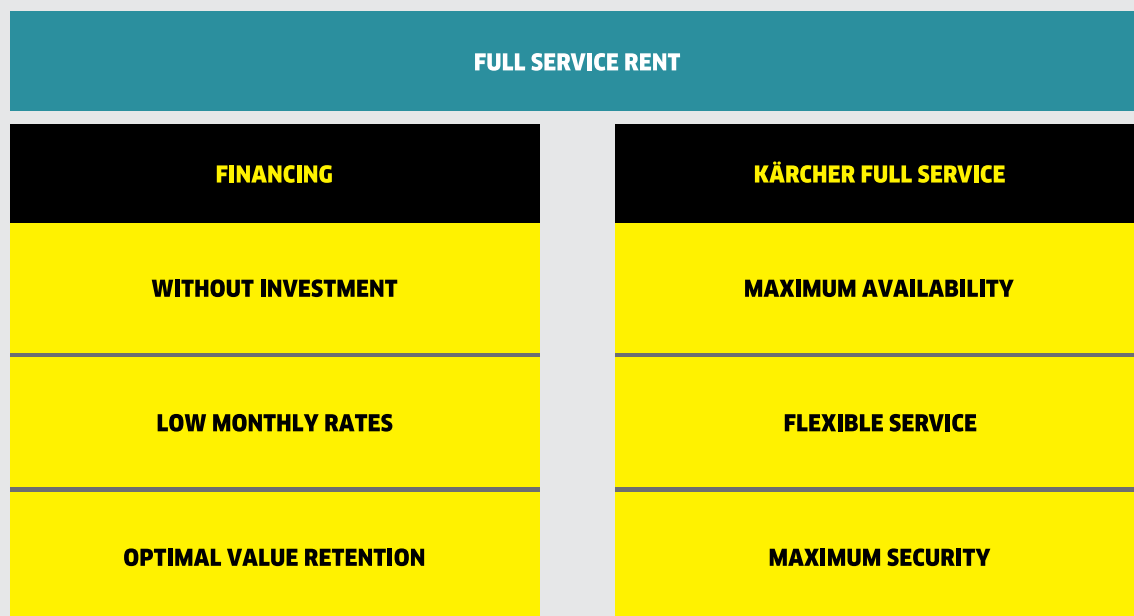 FULL SERVICE RENT
FINANCING
WITHOUT INVESTMENT
LOW MONTHLY RATES
OPTIMAL VALUE RETENTION
KÄRCHER FULL SERVICE
MAXIMUM AVAILABILITY
FLEXIBLE SERVICE
MAXIMUM SECURITY